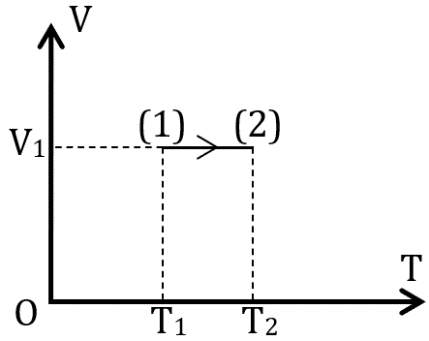 V
(1) (2)
V₁
T
O
T₁ T₂